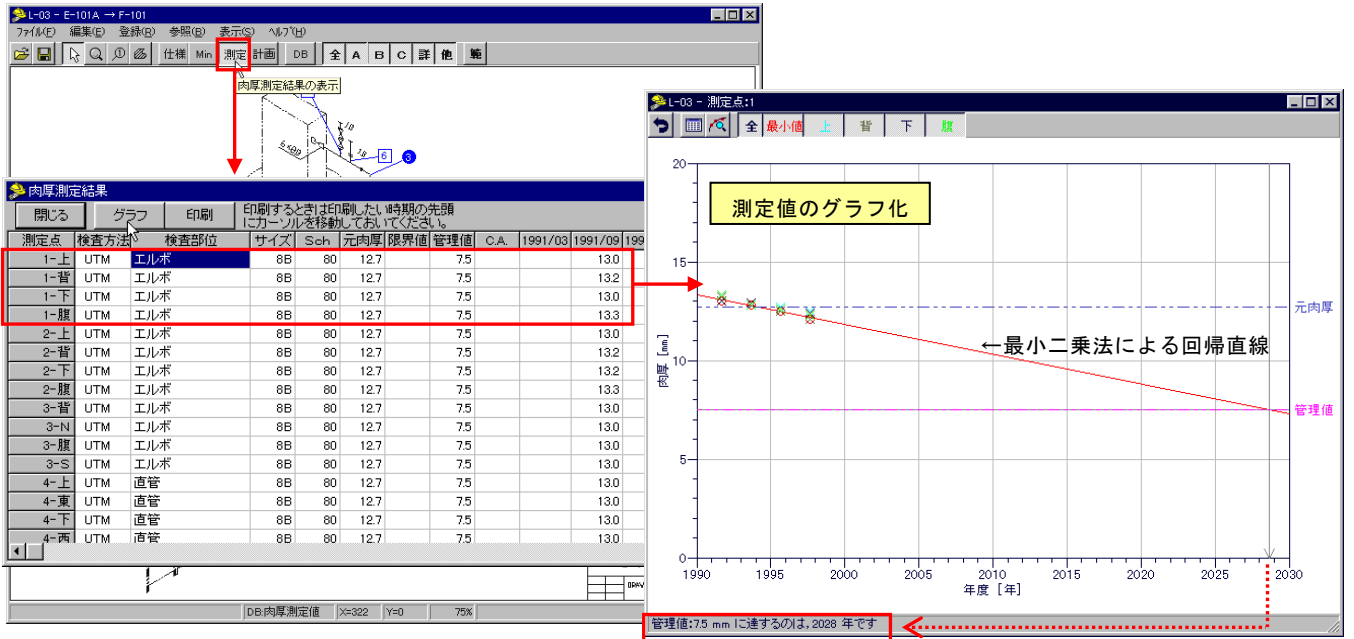 L-03 - E-101A → F-101
ファイル(F) 編集(E) 登録(R) 参照(B) 表示(S) ヘルプ(H)
仕様 Min 測定 計画 DB 全 A B C 詳 他 範
肉厚測定結果の表示
6 3
肉厚測定結果
閉じる グラフ 印刷 印刷するときは印刷したい時期の先頭
にカーソルを移動しておいてください。
測定点 検査方法 検査部位 サイズ Sch 元肉厚 限界値 管理値 C.A. 1991/03 1991/09 199
1-上 UTM エルボ 8B 80 12.7 7.5 13.0
1-背 UTM エルボ 8B 80 12.7 7.5 13.2
1-下 UTM エルボ 8B 80 12.7 7.5 13.0
1-腹 UTM エルボ 8B 80 12.7 7.5 13.3
2-上 UTM エルボ 8B 80 12.7 7.5 13.0
2-背 UTM エルボ 8B 80 12.7 7.5 13.2
2-下 UTM エルボ 8B 80 12.7 7.5 13.2
2-腹 UTM エルボ 8B 80 12.7 7.5 13.3
3-背 UTM エルボ 8B 80 12.7 7.5 13.0
3-N UTM エルボ 8B 80 12.7 7.5 13.0
3-腹 UTM エルボ 8B 80 12.7 7.5 13.0
3-S UTM エルボ 8B 80 12.7 7.5 13.0
4-上 UTM 直管 8B 80 12.7 7.5 13.0
4-東 UTM 直管 8B 80 12.7 7.5 13.0
4-下 UTM 直管 8B 80 12.7 7.5 13.0
4-西 UTM 直管 8B 80 12.7 7.5 13.0
DB:肉厚測定値 X=322 Y=0 75%
L-03 - 測定点:1
全 最小値 上 背 下 腹
測定値のグラフ化
20
15
10
5
0
肉厚 [mm]
元肉厚
←最小二乗法による回帰直線
管理値
1990 1995 2000 2005 2010 2015 2020 2025 2030
年度 [年]
管理値:7.5 mm に達するのは, 2028 年です